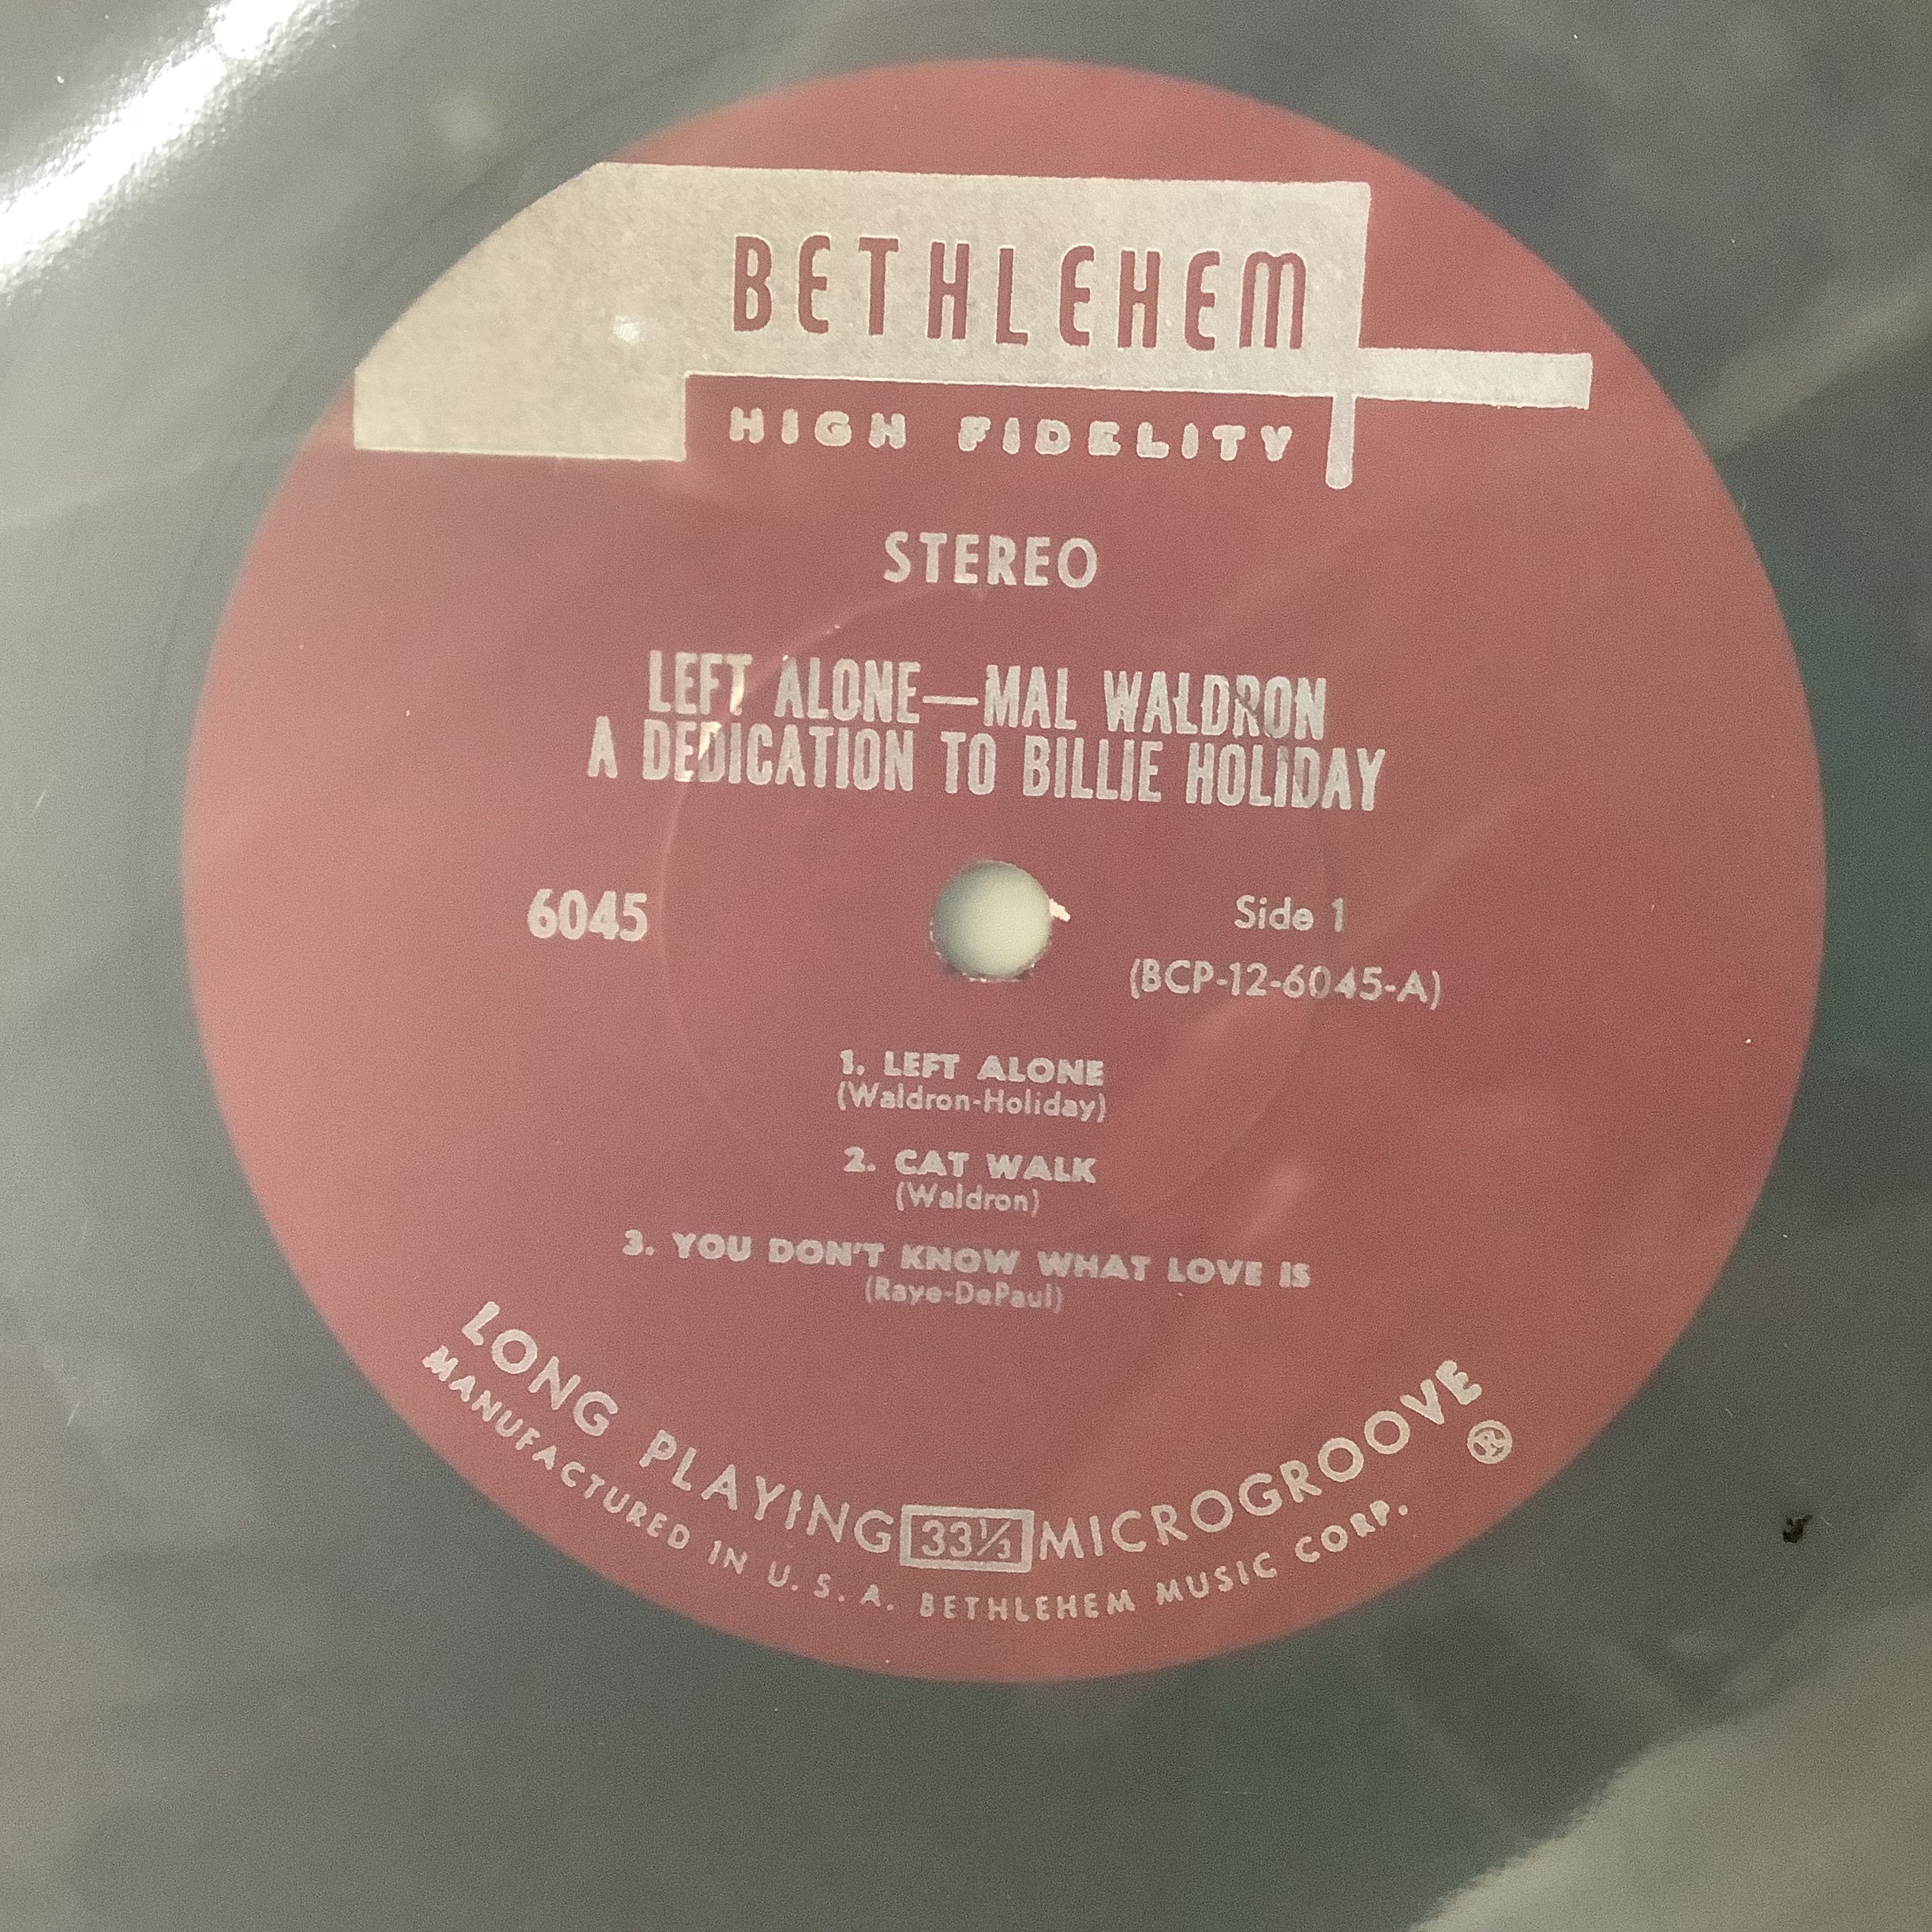 BETHLEHEM
HIGH FIDELITY
STEREO
LEFT ALONE—MAL WALDRON
A DEDICATION TO BILLIE HOLIDAY
6045
Side 1
(BCP-12-6045-A)
1. LEFT ALONE
(Waldron-Holiday)
2. CAT WALK
(Waldron)
3. YOU DON'T KNOW WHAT LOVE IS
(Raye-DePaul)
LONG PLAYING 33⅓ MICROGROOVE
®
MANUFACTURED IN U. S. A. BETHLEHEM MUSIC CORP.